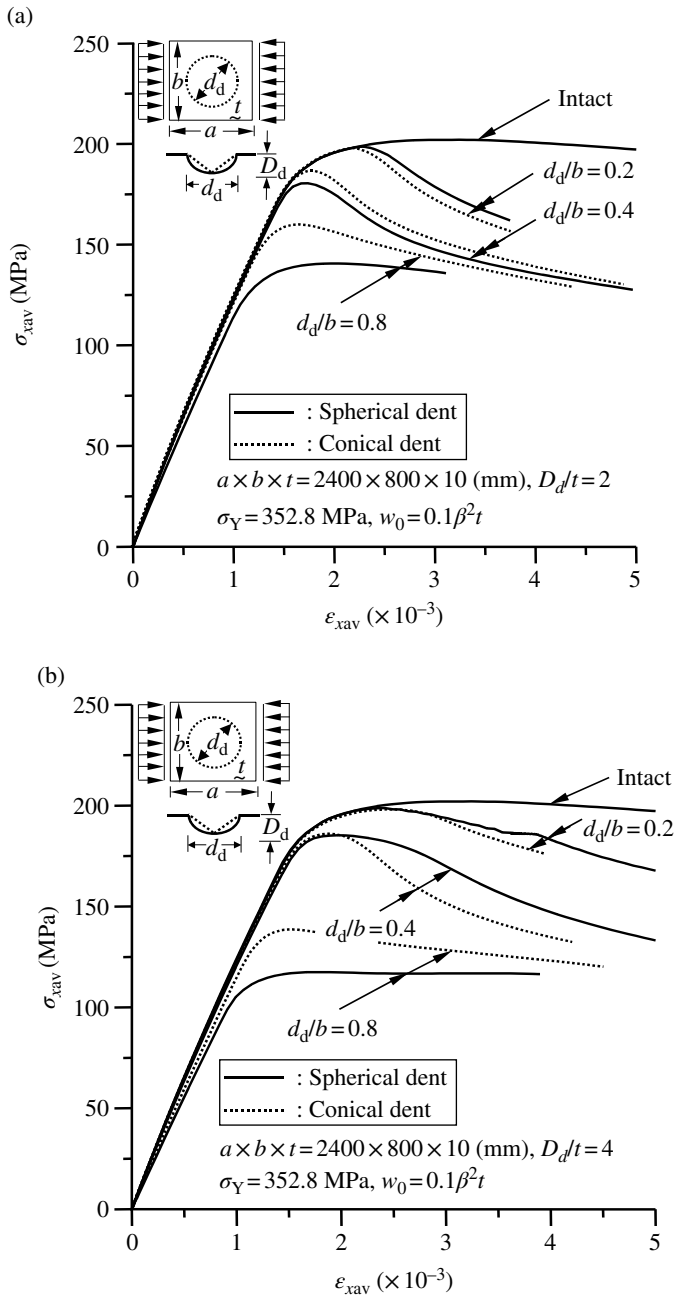 (a)
250
200
150
100
50
0
σxav (MPa)
b
dd
t
a
Dd
dd
Intact
dd/b = 0.2
dd/b = 0.4
dd/b = 0.8
: Spherical dent
: Conical dent
a × b × t = 2400 × 800 × 10 (mm), Dd/t = 2
σY = 352.8 MPa, w0 = 0.1β²t
0 1 2 3 4 5
εxav (× 10⁻³)
(b)
250
200
150
100
50
0
σxav (MPa)
b
dd
t
a
Dd
dd
Intact
dd/b = 0.2
dd/b = 0.4
dd/b = 0.8
: Spherical dent
: Conical dent
a × b × t = 2400 × 800 × 10 (mm), Dd/t = 4
σY = 352.8 MPa, w0 = 0.1β²t
0 1 2 3 4 5
εxav (× 10⁻³)